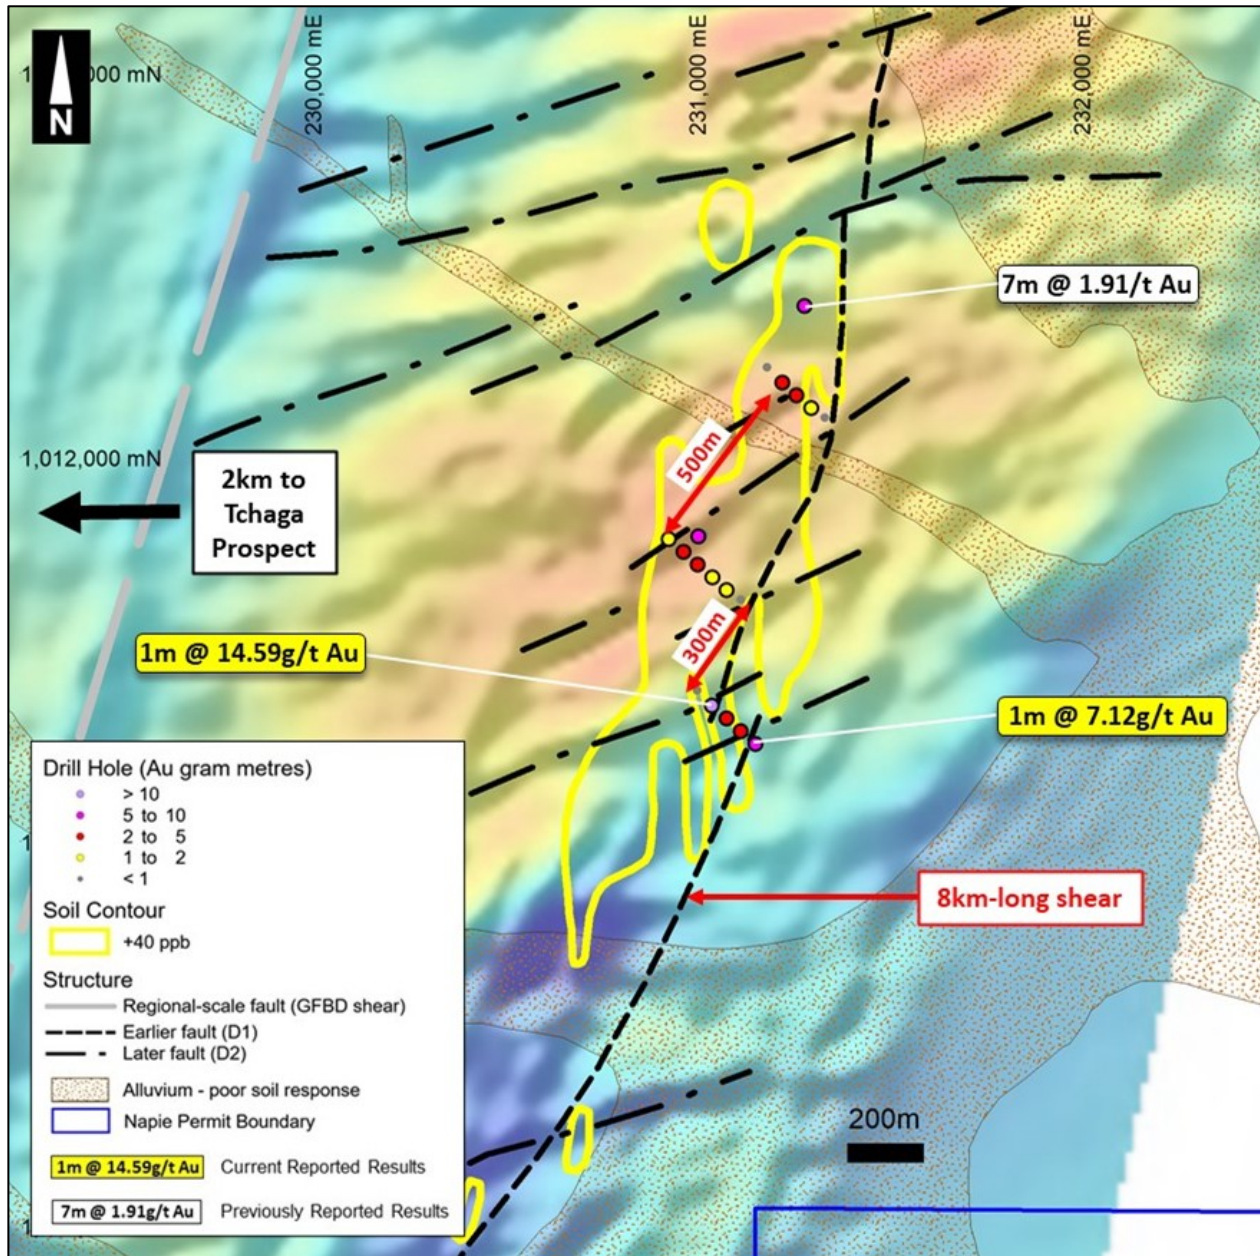 N
230,000 mE
231,000 mE
232,000 mE
000 mN
7m @ 1.91/t Au
500m
1,012,000 mN
2km to
Tchaga
Prospect
300m
1m @ 14.59g/t Au
1m @ 7.12g/t Au
8km-long shear
200m
Drill Hole (Au gram metres)
> 10
5 to 10
2 to 5
1 to 2
< 1
Soil Contour
+40 ppb
Structure
Regional-scale fault (GFBD shear)
Earlier fault (D1)
Later fault (D2)
Alluvium - poor soil response
Napie Permit Boundary
1m @ 14.59g/t Au Current Reported Results
7m @ 1.91g/t Au Previously Reported Results